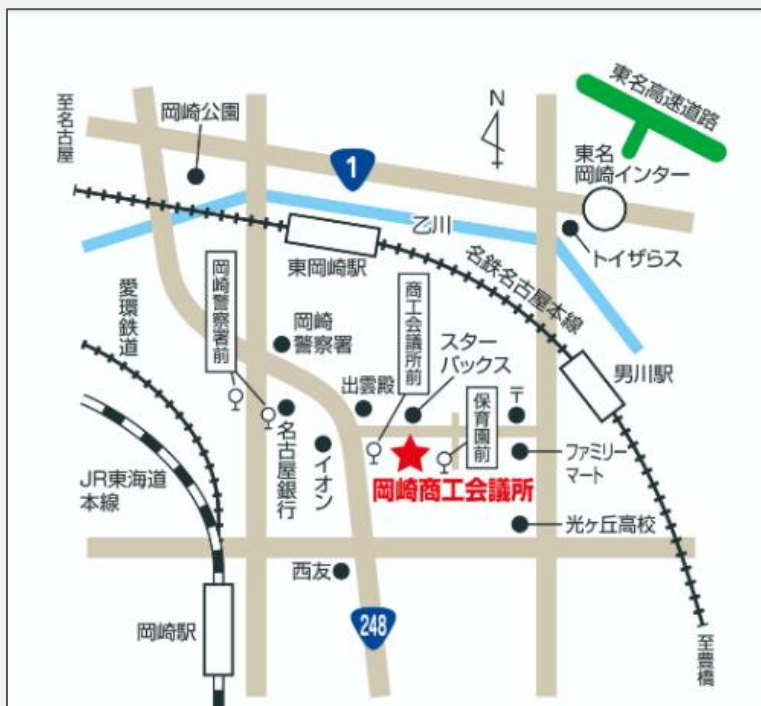 至名古屋
岡崎公園
1
N
東名高速道路
東名
岡崎インター
乙川
トイザらス
東岡崎駅
名鉄名古屋本線
愛環鉄道
岡崎警察署前
岡崎
警察署
商工会議所前
スター
バックス
男川駅
出雲殿
保育園前
〒
名古屋銀行
イオン
ファミリー
マート
JR東海道
本線
岡崎商工会議所
光ヶ丘高校
西友
248
岡崎駅
至豊橋